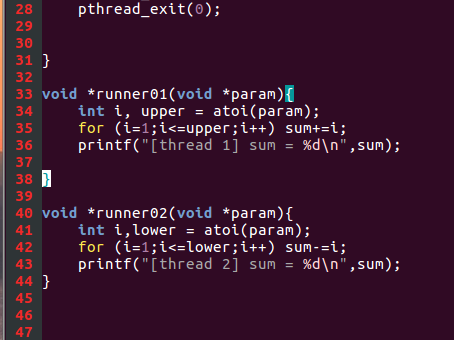 28 pthread_exit(0);
29
30
31 }
32
33 void *runner01(void *param){
34 int i, upper = atoi(param);
35 for (i=1;i<=upper;i++) sum+=i;
36 printf("[thread 1] sum = %d\n",sum);
37
38 }
39
40 void *runner02(void *param){
41 int i,lower = atoi(param);
42 for (i=1;i<=lower;i++) sum-=i;
43 printf("[thread 2] sum = %d\n",sum);
44 }
45
46
47